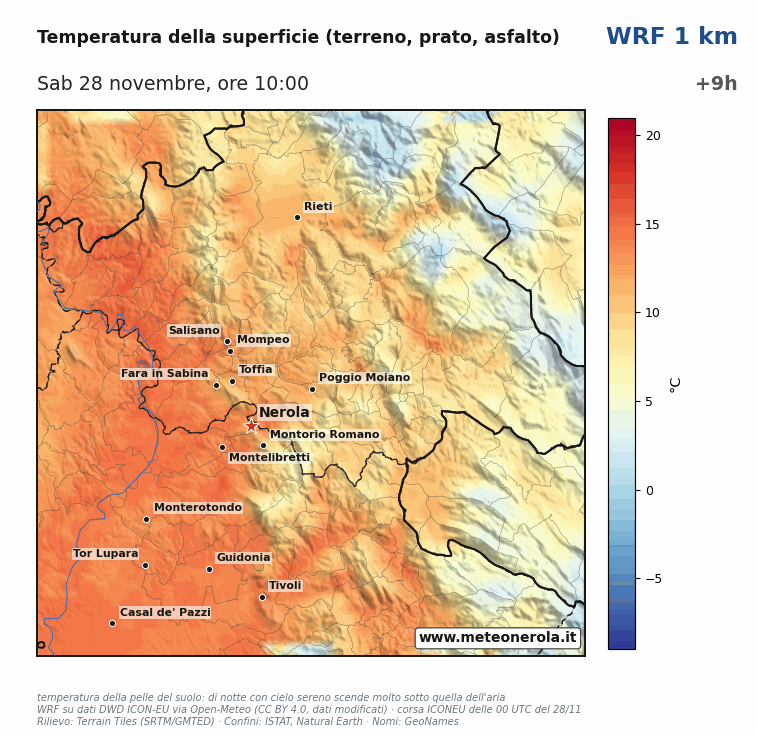 Temperatura della superficie (terreno, prato, asfalto)
WRF 1 km
Sab 28 novembre, ore 10:00
+9h
Rieti
Salisano
Mompeo
Toffia
Fara in Sabina
Poggio Moiano
Nerola
Montorio Romano
Montelibretti
Monterotondo
Tor Lupara
Guidonia
Tivoli
Casal de' Pazzi
www.meteonerola.it
20
15
10
5
0
−5
°C
temperatura della pelle del suolo: di notte con cielo sereno scende molto sotto quella dell'aria
WRF su dati DWD ICON-EU via Open-Meteo (CC BY 4.0, dati modificati) · corsa ICONEU delle 00 UTC del 28/11
Rilievo: Terrain Tiles (SRTM/GMTED) · Confini: ISTAT, Natural Earth · Nomi: GeoNames